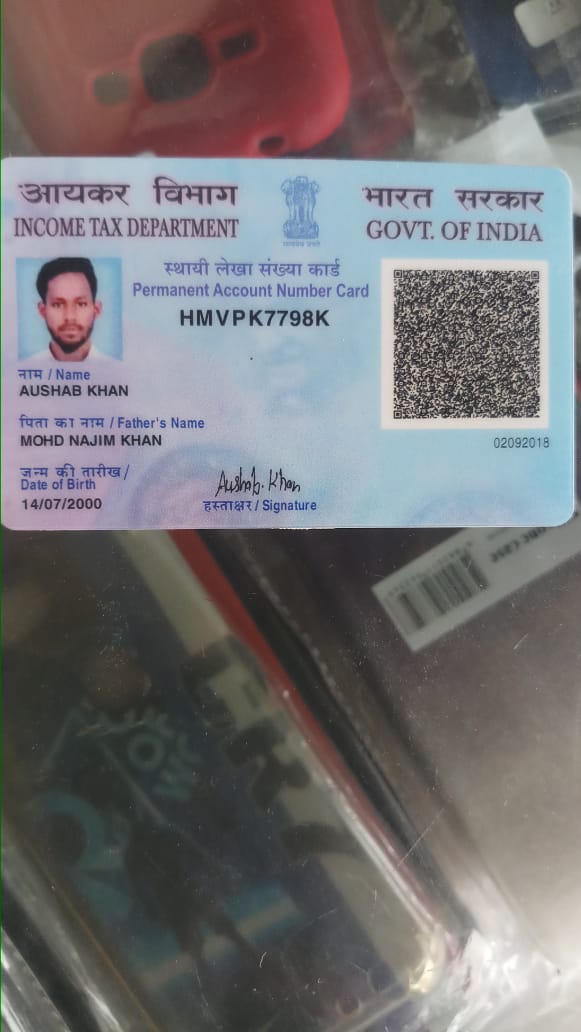 आयकर विभाग
INCOME TAX DEPARTMENT
भारत सरकार
GOVT. OF INDIA
सत्यमेव जयते
स्थायी लेखा संख्या कार्ड
Permanent Account Number Card
HMVPK7798K
नाम / Name
AUSHAB KHAN
पिता का नाम / Father's Name
MOHD NAJIM KHAN
02092018
जन्म की तारीख /
Date of Birth
14/07/2000
Aushab. Khan
हस्ताक्षर / Signature